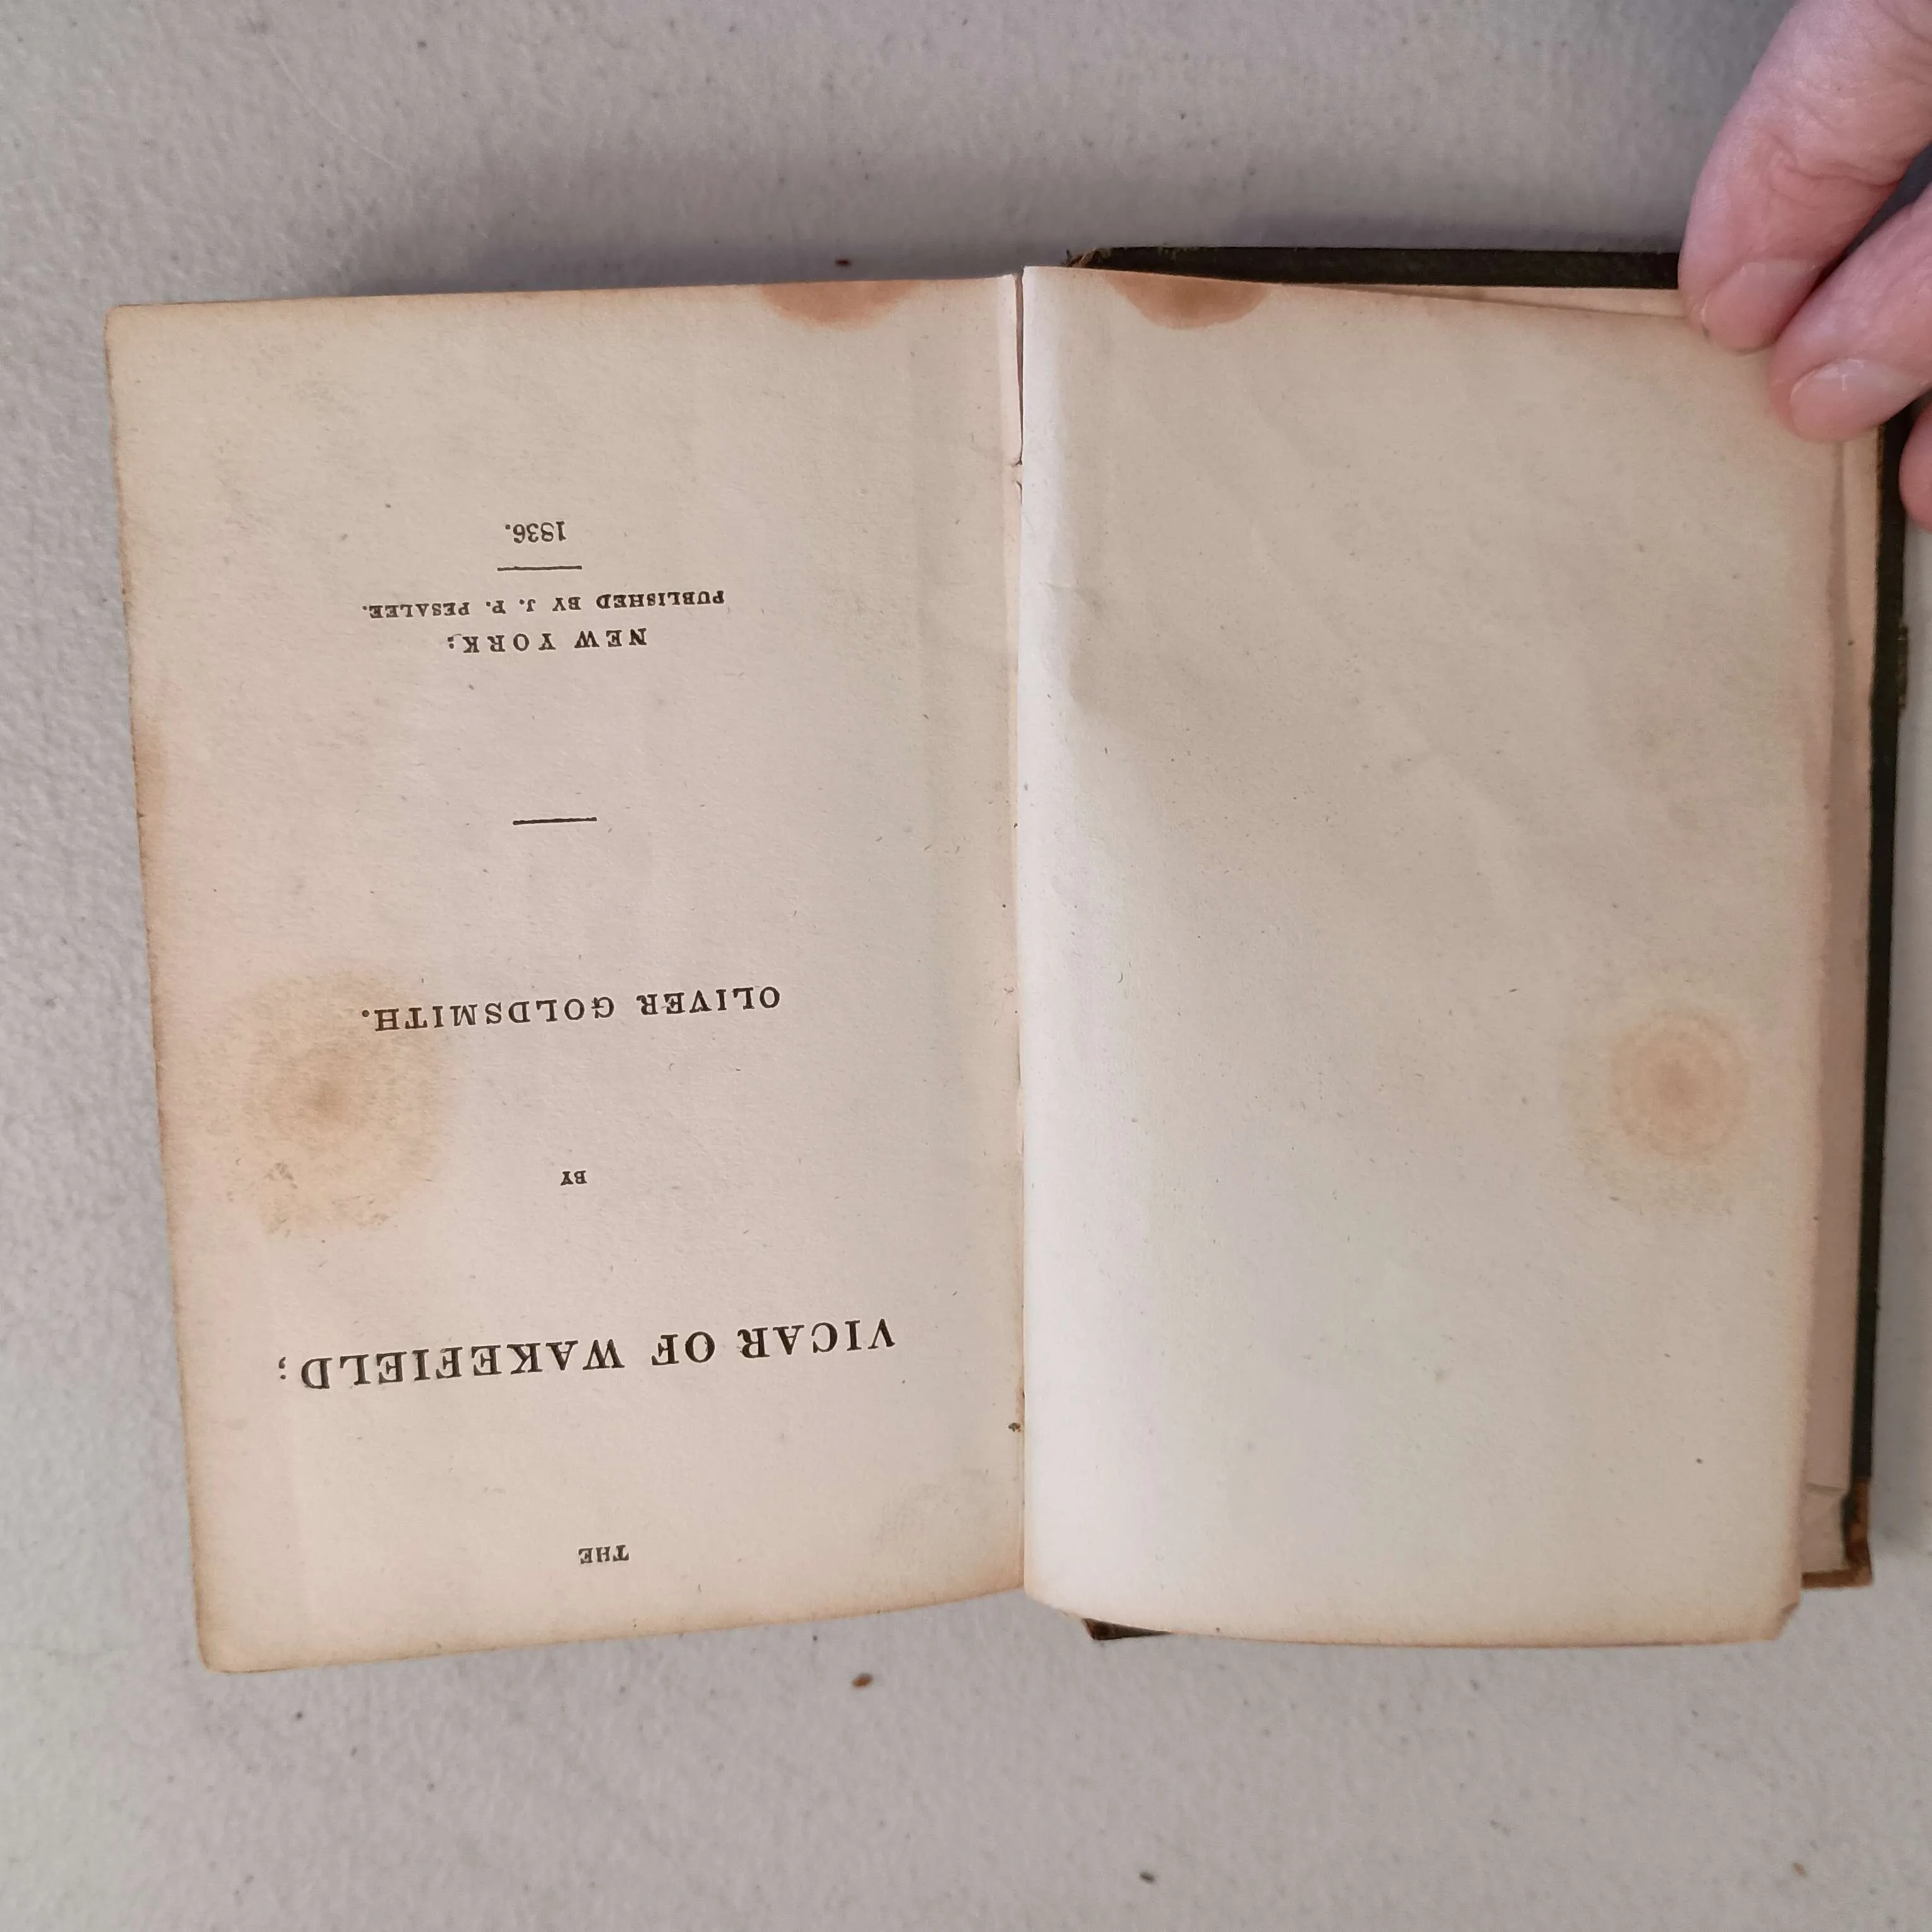 THE
VICAR OF WAKEFIELD;
BY
OLIVER GOLDSMITH.
NEW YORK:
PUBLISHED BY J. P. PESALEE.
1836.